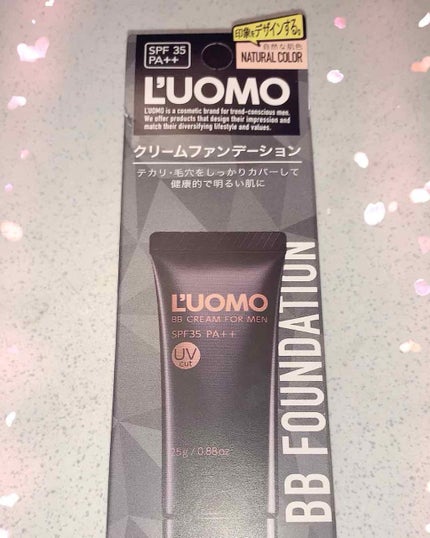 SPF 35
PA++
印象をデザインする。
自然な肌色
NATURAL COLOR
L'UOMO
L'UOMO is a cosmetic brand for trend-conscious men.
We offer products that design their impression and
match their diversifying lifestyle and values.
クリームファンデーション
テカリ・毛穴をしっかりカバーして
健康的で明るい肌に
L'UOMO
BB CREAM FOR MEN
SPF35 PA++
UV
cut
25g / 0.88oz
BB FOUNDATION